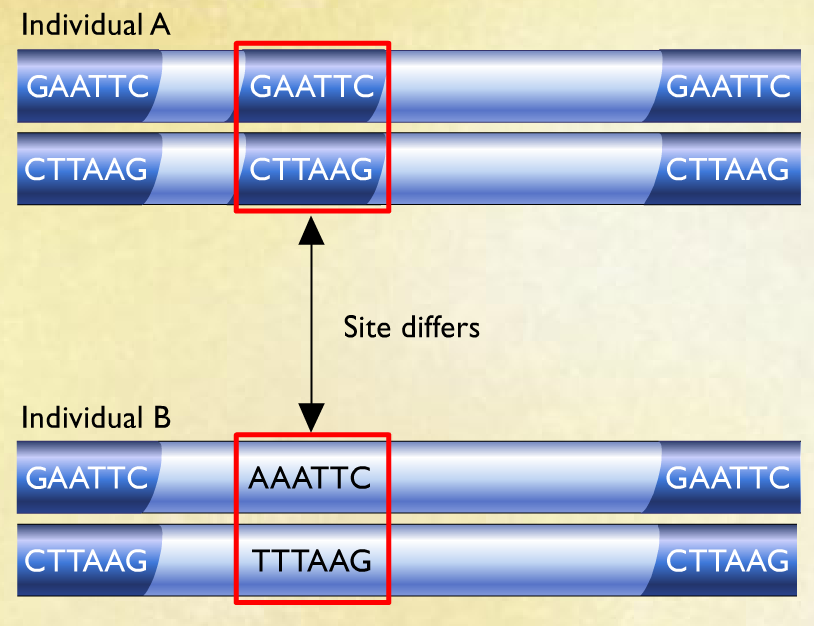 Individual A
GAATTC GAATTC GAATTC
CTTAAG CTTAAG CTTAAG
Site differs
Individual B
GAATTC AAATTC GAATTC
CTTAAG TTTAAG CTTAAG